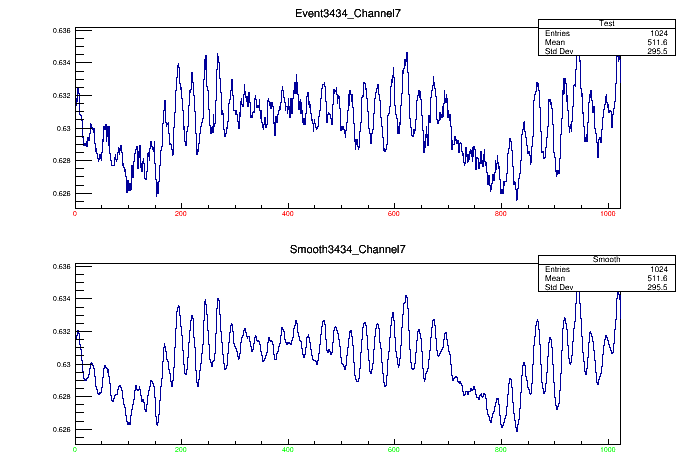 Event3434_Channel7
Test
Entries 1024
Mean 511.6
Std Dev 295.5
0.636
0.634
0.632
0.63
0.628
0.626
0 200 400 600 800 1000
Smooth3434_Channel7
Smooth
Entries 1024
Mean 511.6
Std Dev 295.5
0.636
0.634
0.632
0.63
0.628
0.626
0 200 400 600 800 1000